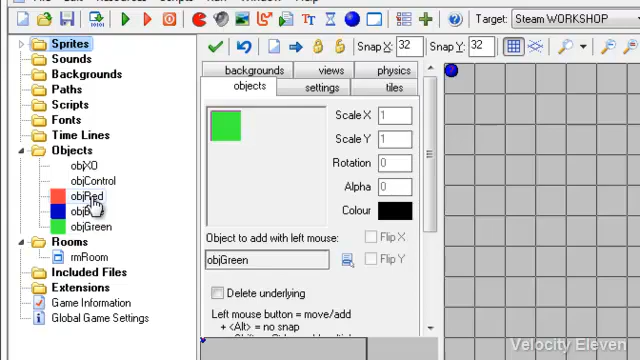 Target: Steam WORKSHOP
Sprites
Sounds
Backgrounds
Paths
Scripts
Fonts
Time Lines
Objects
objXO
objControl
objRed
objGreen
Rooms
rmRoom
Included Files
Extensions
Game Information
Global Game Settings
Snap X: 32 Snap Y: 32
backgrounds views physics
objects settings tiles
Scale X 1
Scale Y 1
Rotation 0
Alpha 0
Colour
Object to add with left mouse: Flip X
objGreen Flip Y
Delete underlying
Left mouse button = move/add
+ <Alt> = no snap
Velocity Eleven